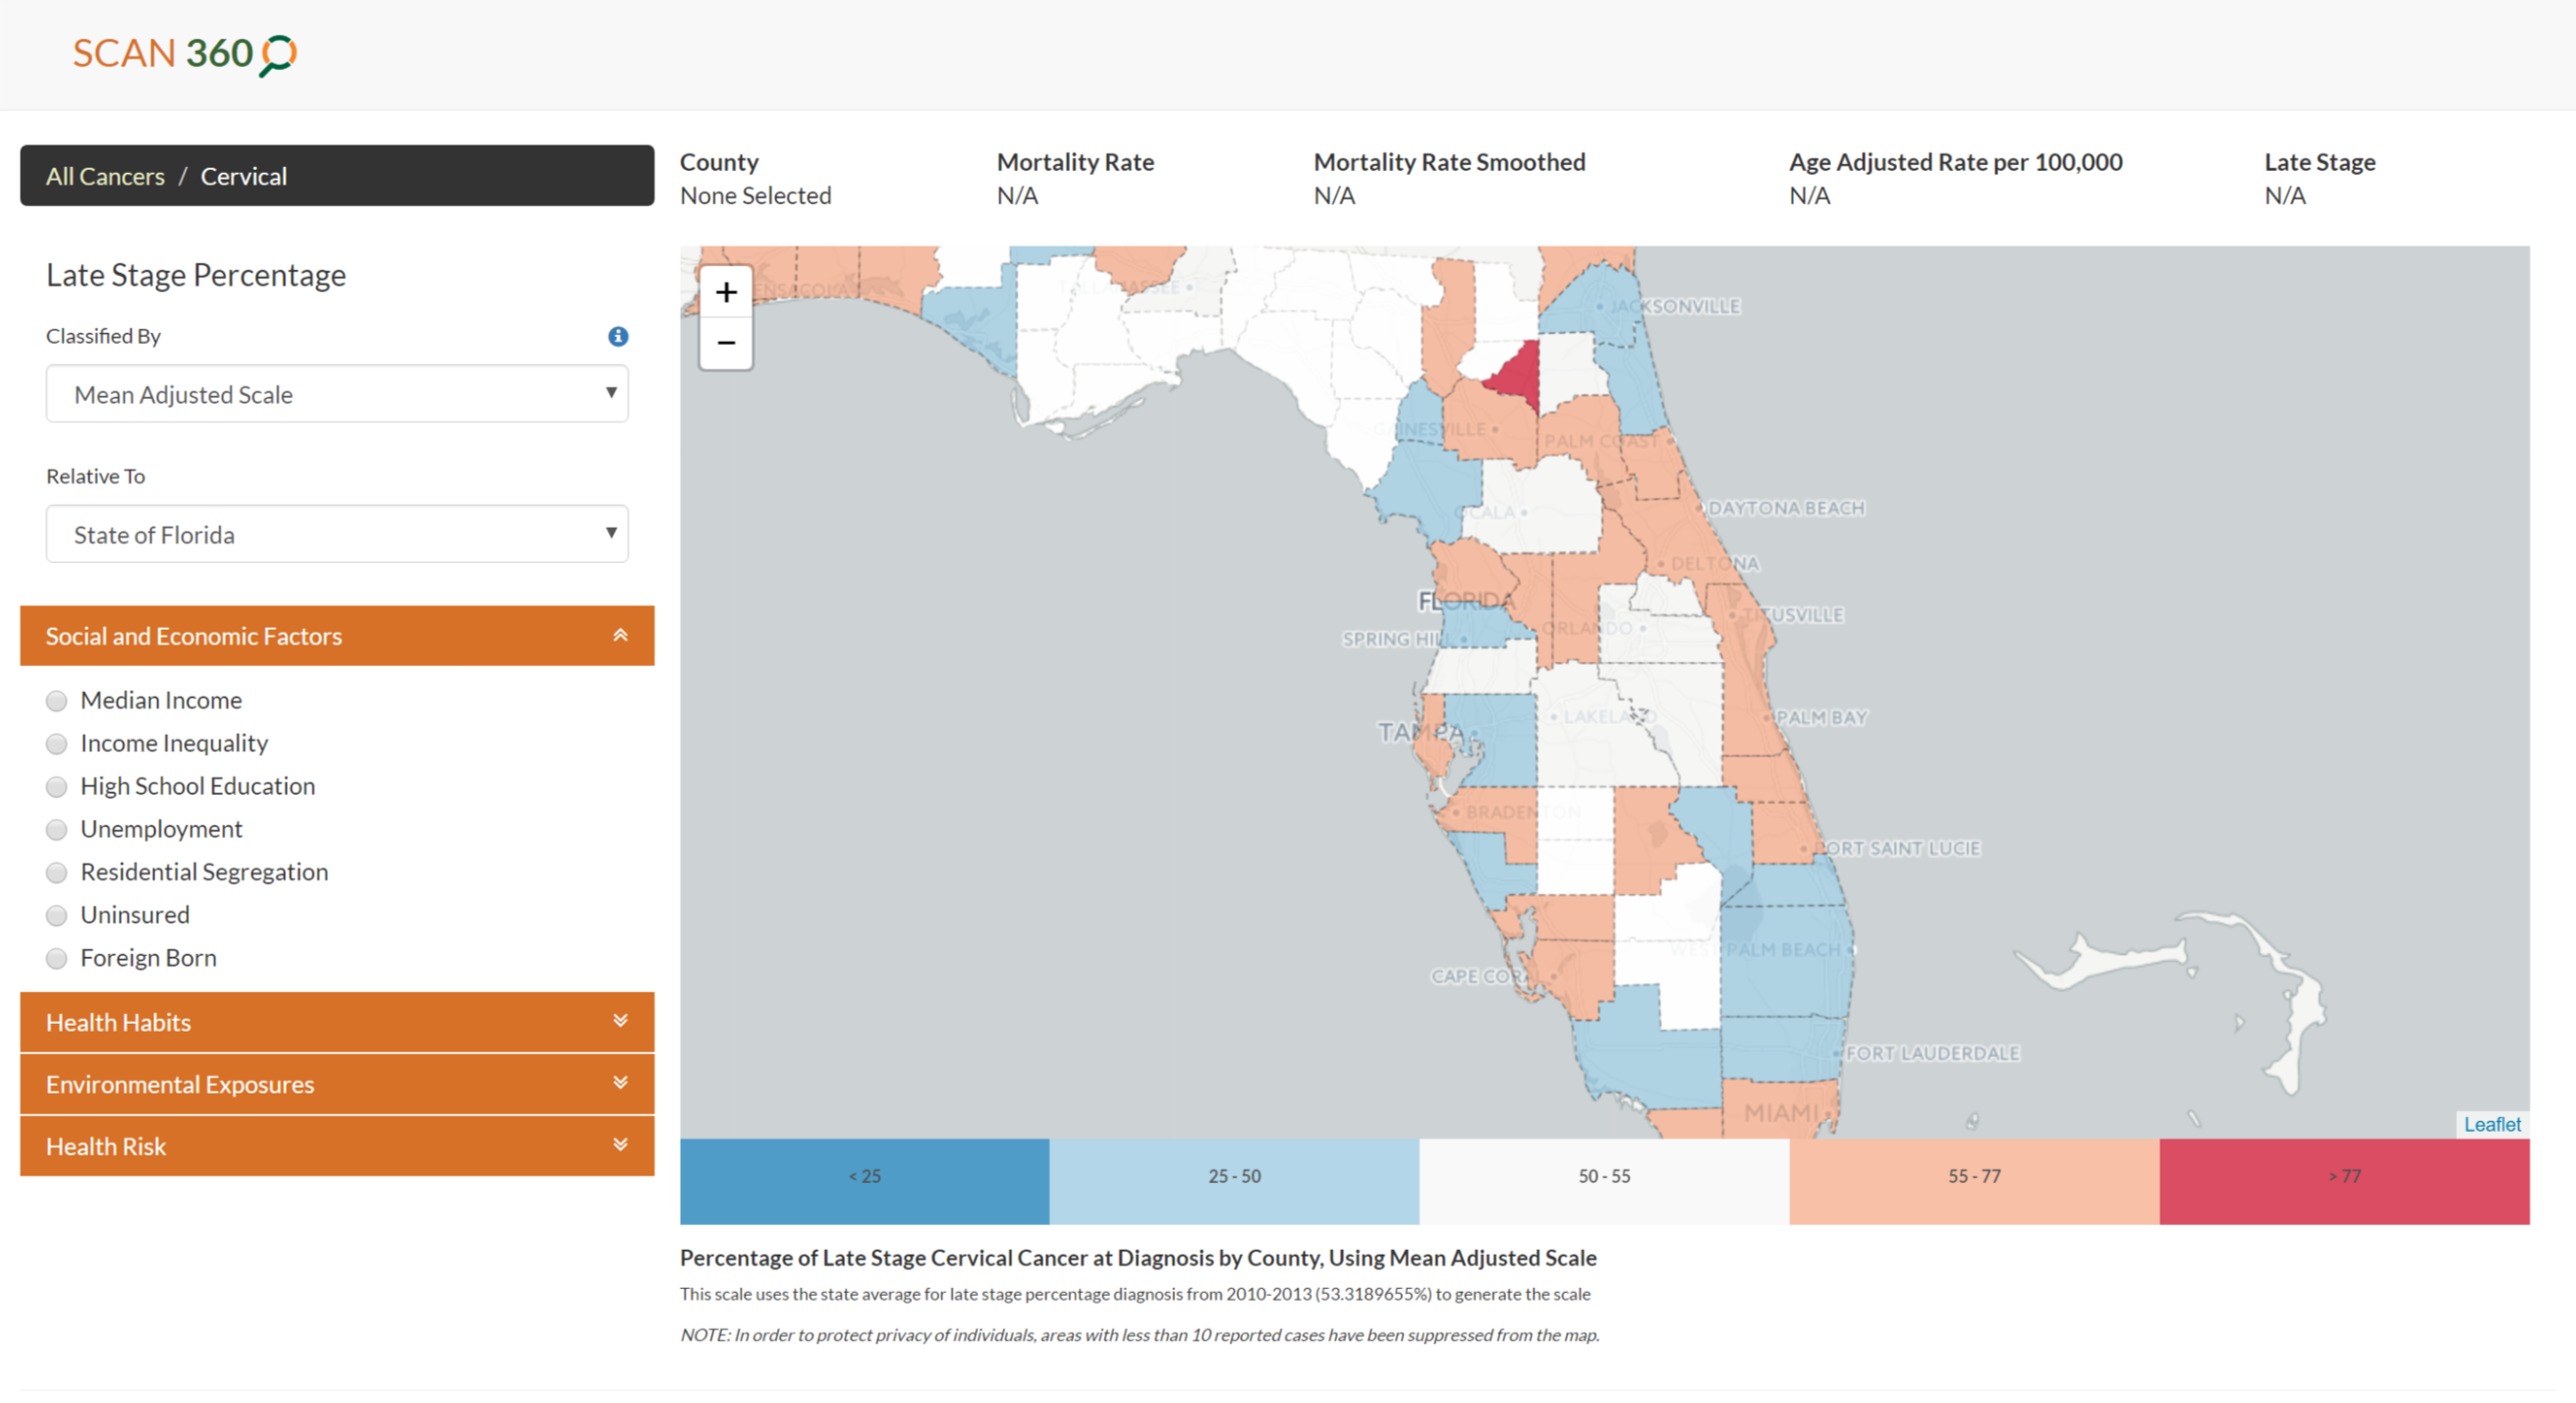 SCAN 360
All Cancers / Cervical
County
None Selected
Mortality Rate
N/A
Mortality Rate Smoothed
N/A
Age Adjusted Rate per 100,000
N/A
Late Stage
N/A
Late Stage Percentage
Classified By
Mean Adjusted Scale
Relative To
State of Florida
Social and Economic Factors
Median Income
Income Inequality
High School Education
Unemployment
Residential Segregation
Uninsured
Foreign Born
Health Habits
Environmental Exposures
Health Risk
+
−
JACKSONVILLE
GAINESVILLE
PALM COAST
OCALA
DAYTONA BEACH
DELTONA
FLORIDA
TITUSVILLE
SPRING HILL
ORLANDO
LAKELAND
PALM BAY
TAMPA
BRADENTON
PORT SAINT LUCIE
WEST PALM BEACH
CAPE CORAL
FORT LAUDERDALE
MIAMI
Leaflet
< 25
25 - 50
50 - 55
55 - 77
> 77
Percentage of Late Stage Cervical Cancer at Diagnosis by County, Using Mean Adjusted Scale
This scale uses the state average for late stage percentage diagnosis from 2010-2013 (53.3189655%) to generate the scale
NOTE: In order to protect privacy of individuals, areas with less than 10 reported cases have been suppressed from the map.